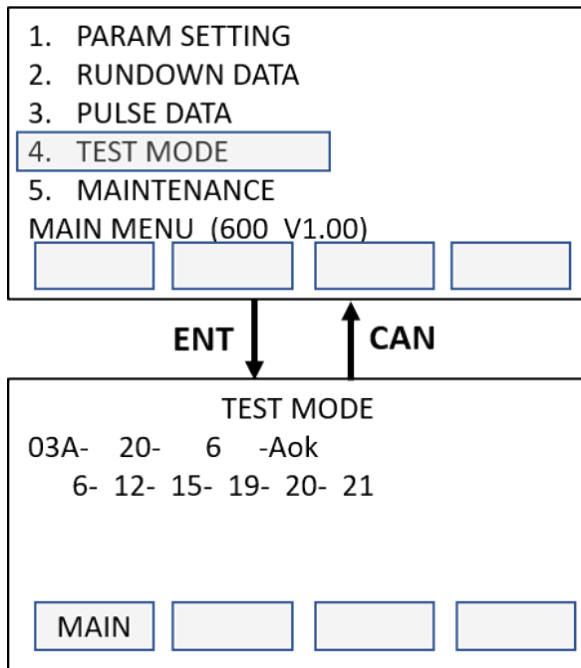 1. PARAM SETTING
2. RUNDOWN DATA
3. PULSE DATA
4. TEST MODE
5. MAINTENANCE
MAIN MENU (600 V1.00)
ENT CAN
TEST MODE
03A- 20- 6 -Aok
6- 12- 15- 19- 20- 21
MAIN